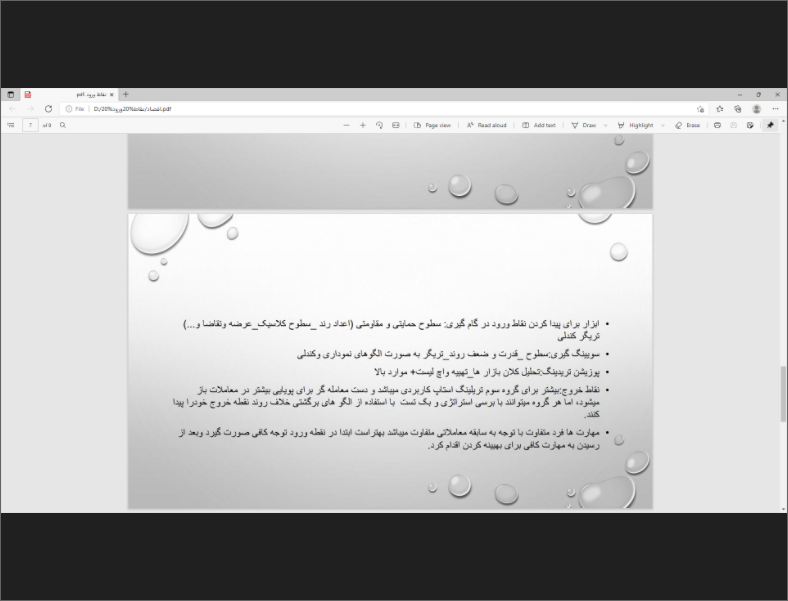 نقاط ورود.pdf
File
D:/اقتصاد/نقاط%20ورود%20.pdf
7 of 8
Page view
Read aloud
Add text
Draw
Highlight
Erase
• ابزار برای پیدا کردن نقاط ورود در گام گیری: سطوح حمایتی و مقاومتی (اعداد رند _سطوح کلاسیک_عرضه وتقاضا و...)
تریگر کندلی
• سویینگ گیری:سطوح _قدرت و ضعف روند_تریگر به صورت الگوهای نموداری وکندلی
• پوزیشن تریدینگ:تحلیل کلان بازار ها_تهییه واچ لیست+ موارد بالا
• نقاط خروج:بیشتر برای گروه سوم تریلینگ استاپ کاربردی میباشد و دست معامله گر برای پویایی بیشتر در معاملات باز
میشود، اما هر گروه میتوانند با برسی استراتژی و بک تست با استفاده از الگو های برگشتی خلاف روند نقطه خروج خودرا پیدا
کنند.
• مهارت ها فرد متفاوت با توجه به سابقه معاملاتی متفاوت میباشد بهتراست ابتدا در نقطه ورود توجه کافی صورت گیرد وبعد از
رسیدن به مهارت کافی برای بهیینه کردن اقدام کرد.